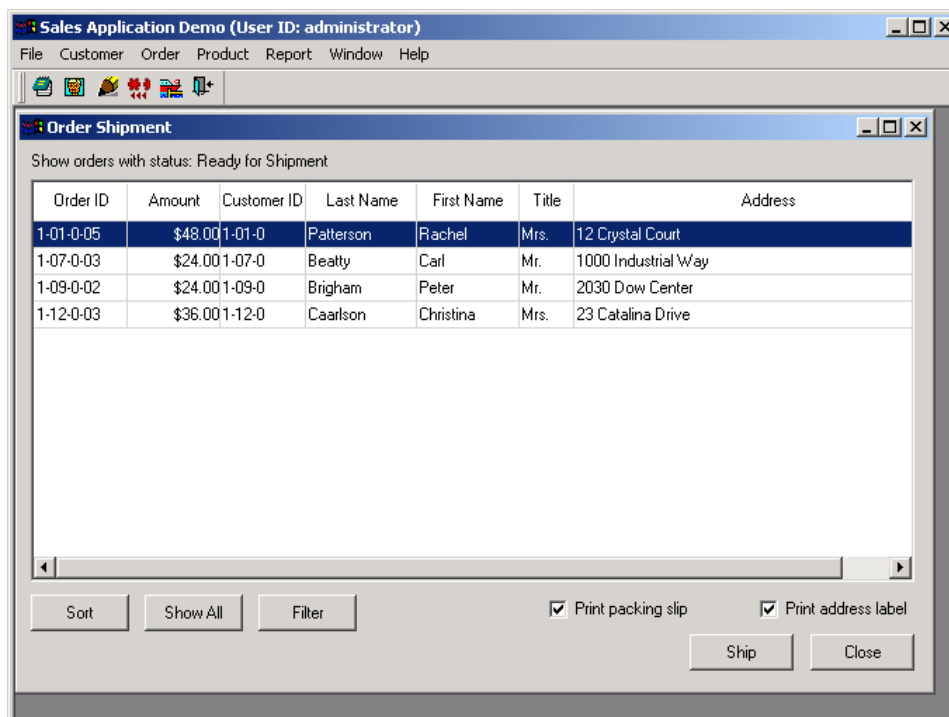 Sales Application Demo (User ID: administrator)
File Customer Order Product Report Window Help
Order Shipment
Show orders with status: Ready for Shipment
Order ID Amount Customer ID Last Name First Name Title Address
1-01-0-05 $48.00 1-01-0 Patterson Rachel Mrs. 12 Crystal Court
1-07-0-03 $24.00 1-07-0 Beatty Carl Mr. 1000 Industrial Way
1-09-0-02 $24.00 1-09-0 Brigham Peter Mr. 2030 Dow Center
1-12-0-03 $36.00 1-12-0 Caarlson Christina Mrs. 23 Catalina Drive
Sort Show All Filter Print packing slip Print address label
Ship Close